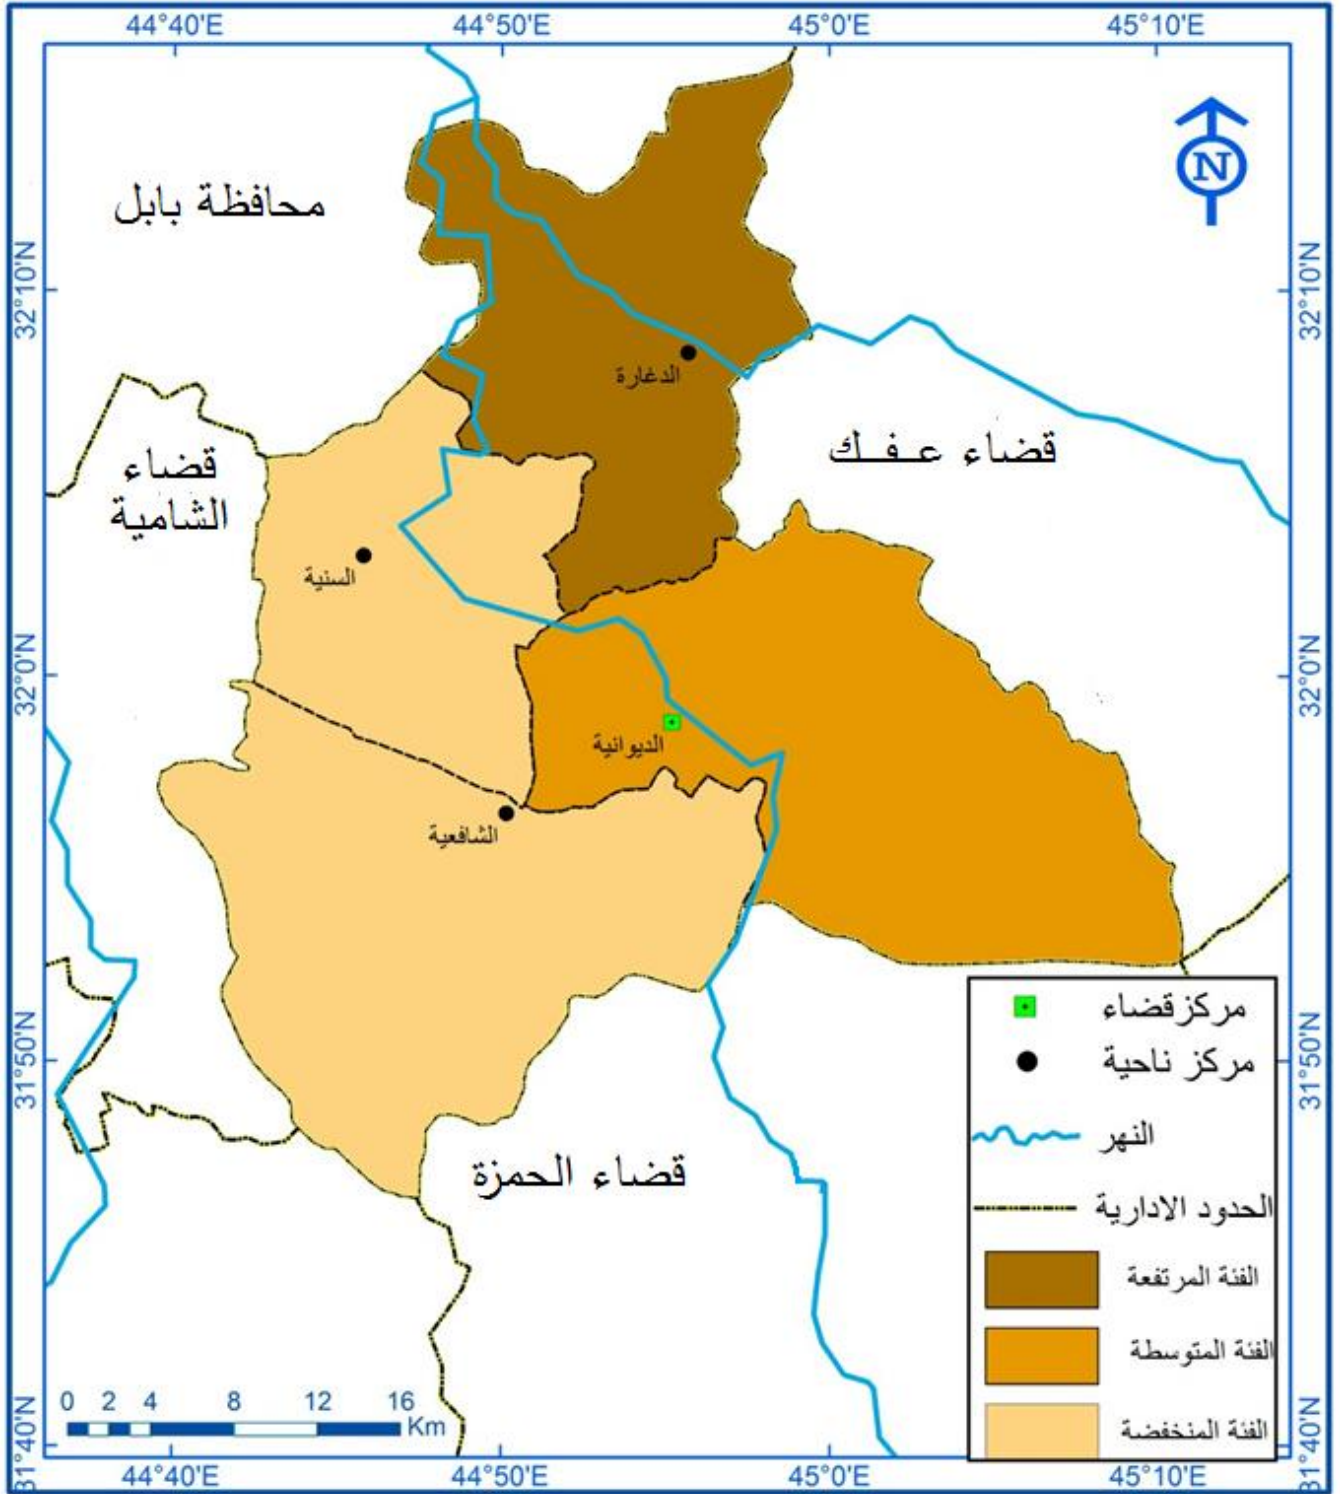 44°40'E
44°50'E
45°0'E
45°10'E
N
محافظة بابل
32°10'N
32°10'N
الدغارة
قضاء عـفـك
قضاء
الشامية
السنية
32°0'N
32°0'N
الديوانية
الشافعية
مركزقضاء
مركز ناحية
31°50'N
31°50'N
النهر
قضاء الحمزة
الحدود الادارية
الفئة المرتفعة
الفئة المتوسطة
الفئة المنخفضة
0 2 4 8 12 16
Km
31°40'N
31°40'N
44°40'E
44°50'E
45°0'E
45°10'E